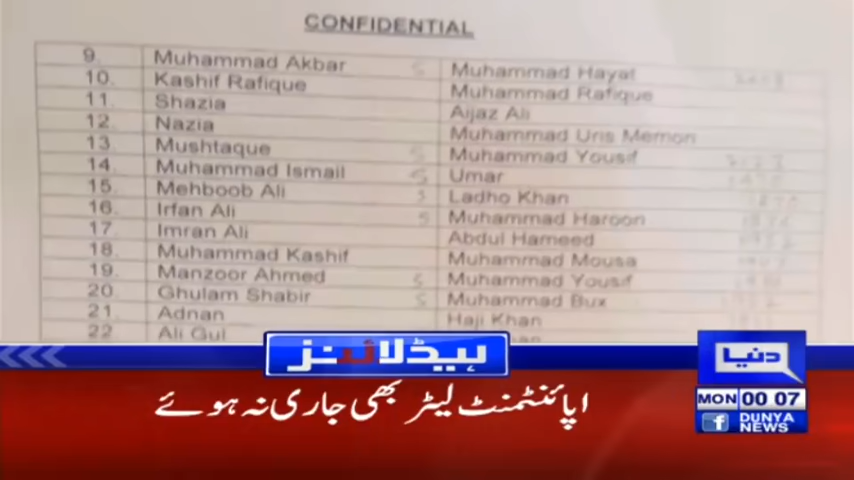 CONFIDENTIAL
9. Muhammad Akbar Muhammad Hayat
10. Kashif Rafique Muhammad Rafique
11. Shazia Aijaz Ali
12. Nazia Muhammad Uris Memon
13. Mushtaque Muhammad Yousif
14. Muhammad Ismail Umar
15. Mehboob Ali Ladho Khan
16. Irfan Ali Muhammad Haroon
17. Imran Ali Abdul Hameed
18. Muhammad Kashif Muhammad Mousa
19. Manzoor Ahmed Muhammad Yousif
20. Ghulam Shabir Muhammad Bux
21. Adnan Haji Khan
22 Ali Gul
ہیڈلائنز
دنیا
اپائنٹمنٹ لیٹر بھی جاری نہ ہوئے
MON 00 07
f DUNYA NEWS